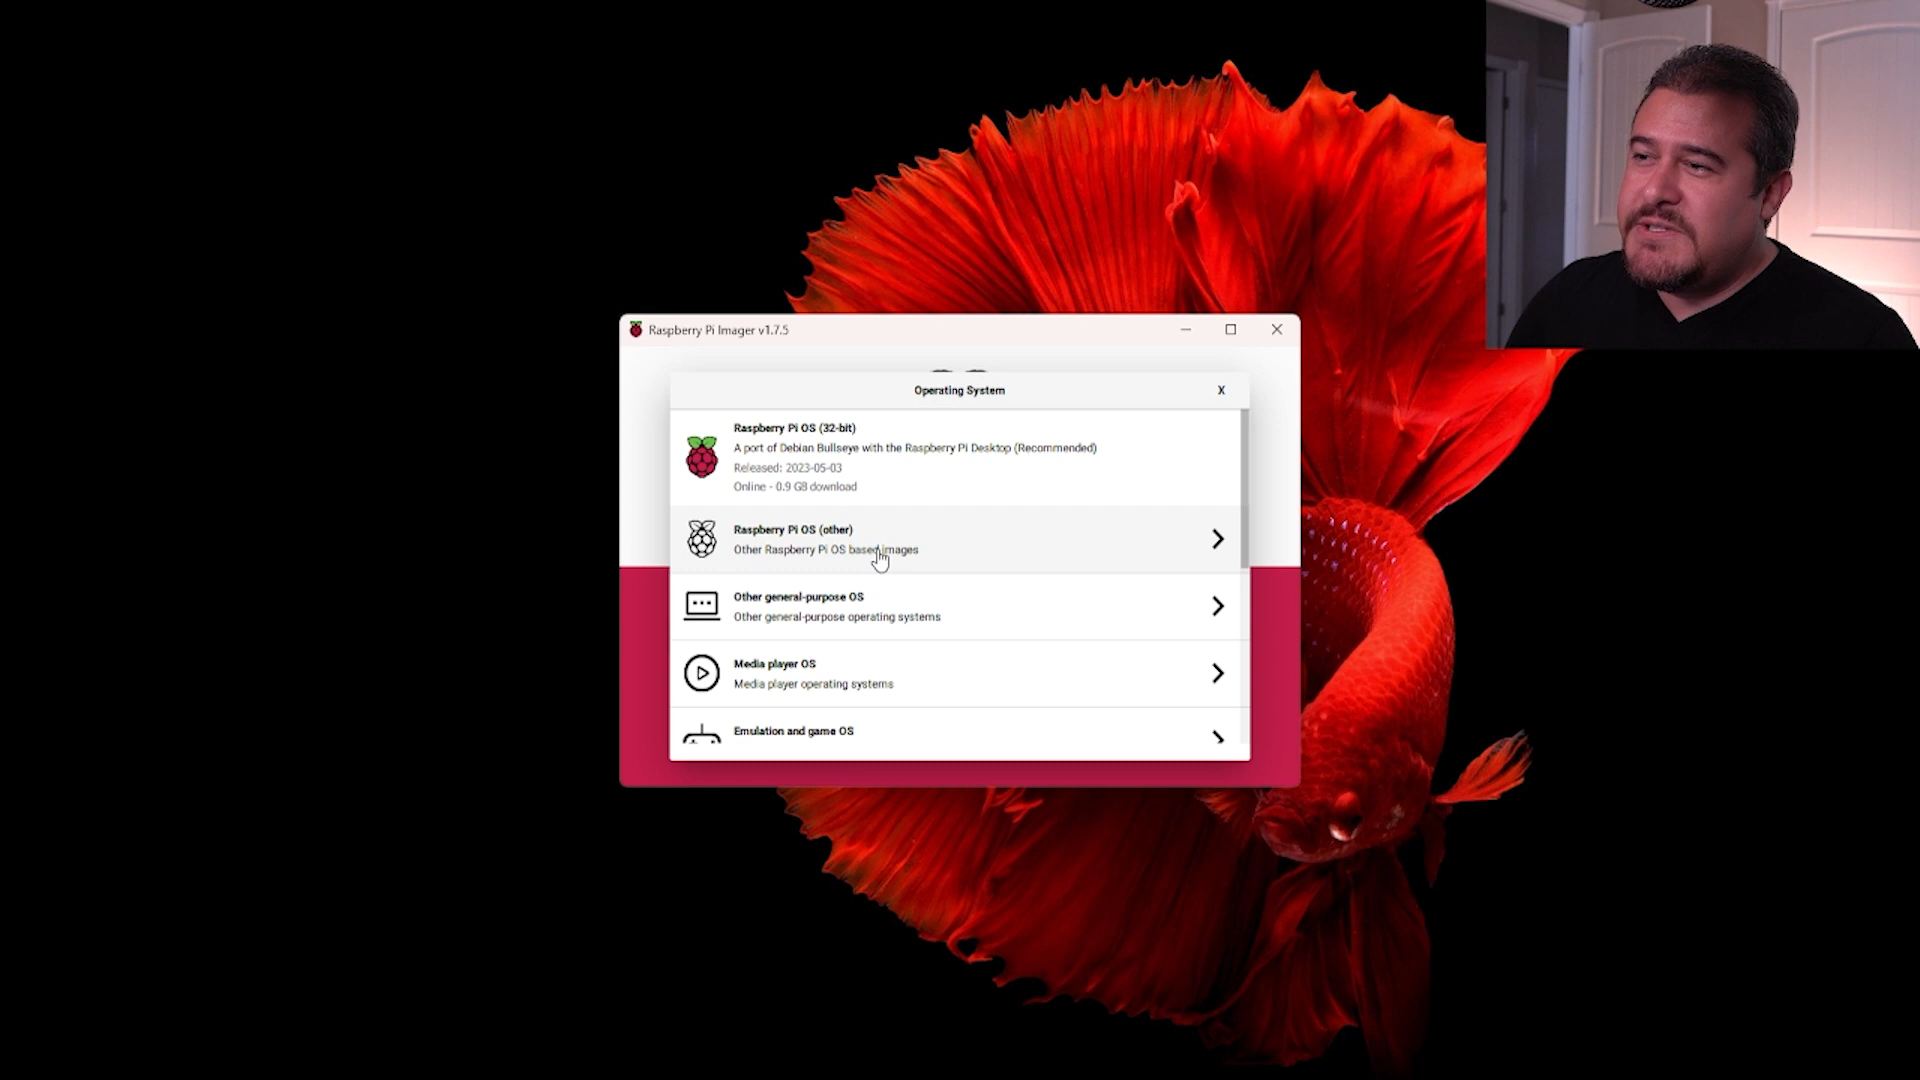 Raspberry Pi Imager v1.7.5
Operating System
X
Raspberry Pi OS (32-bit)
A port of Debian Bullseye with the Raspberry Pi Desktop (Recommended)
Released: 2023-05-03
Online - 0.9 GB download
Raspberry Pi OS (other)
Other Raspberry Pi OS based images
Other general-purpose OS
Other general-purpose operating systems
Media player OS
Media player operating systems
Emulation and game OS